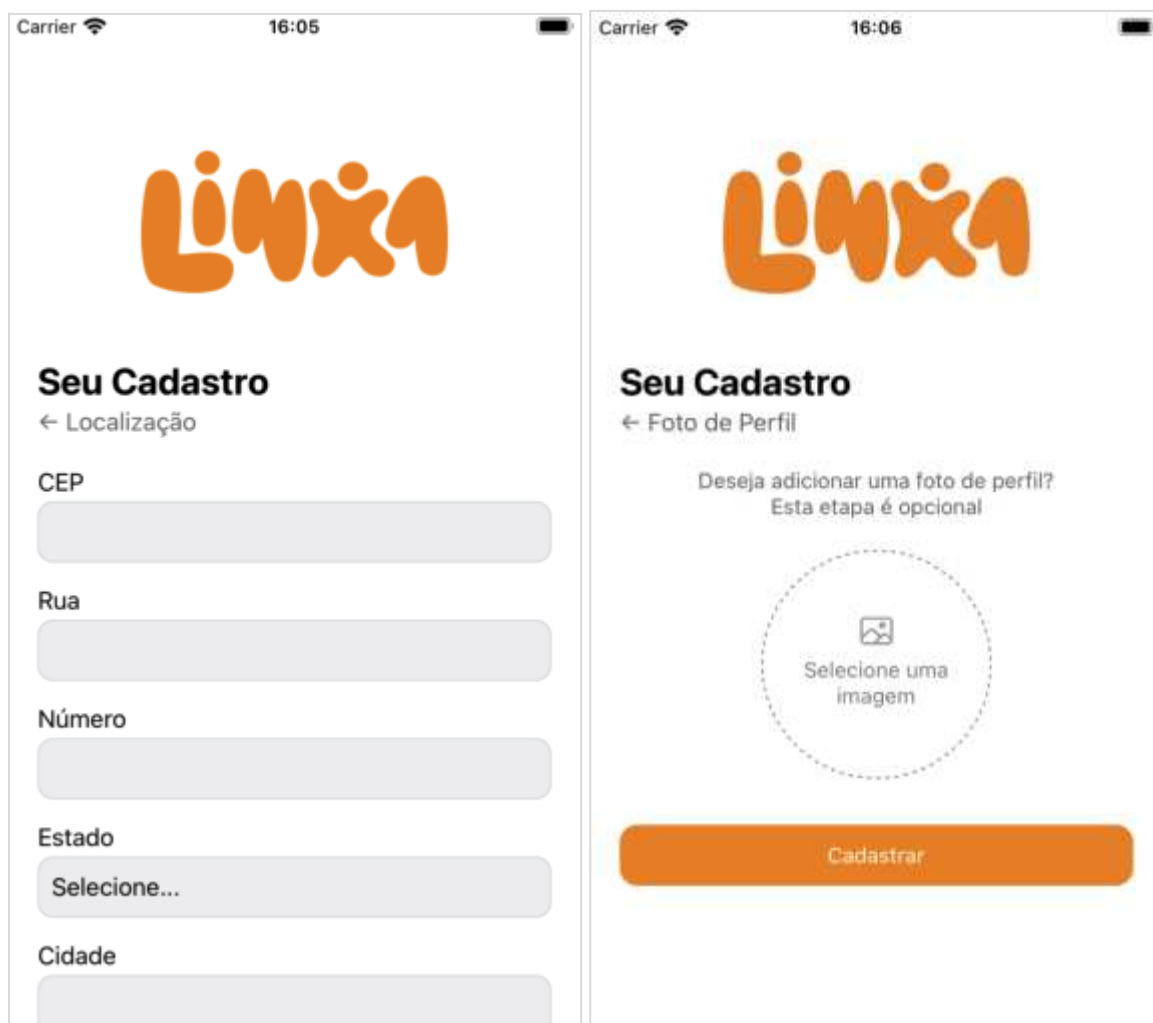 Carrier
16:05
LINXA
Seu Cadastro
← Localização
CEP
Rua
Número
Estado
Selecione...
Cidade
Carrier
16:06
LINXA
Seu Cadastro
← Foto de Perfil
Deseja adicionar uma foto de perfil?
Esta etapa é opcional
Selecione uma
imagem
Cadastrar